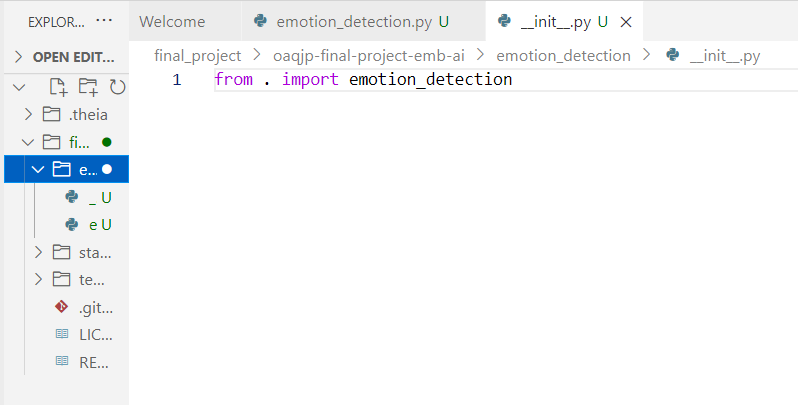 EXPLOR... ···
Welcome
emotion_detection.py U
__init__.py U
OPEN EDIT...
final_project > oaqjp-final-project-emb-ai > emotion_detection > __init__.py
1 from . import emotion_detection
.theia
fi...
e...
_ U
e U
sta...
te...
.git...
LIC...
RE...